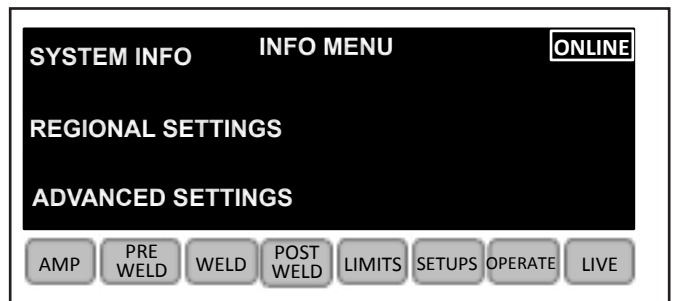 INFO MENU
ONLINE
SYSTEM INFO
REGIONAL SETTINGS
ADVANCED SETTINGS
AMP
PRE
WELD
WELD
POST
WELD
LIMITS
SETUPS
OPERATE
LIVE